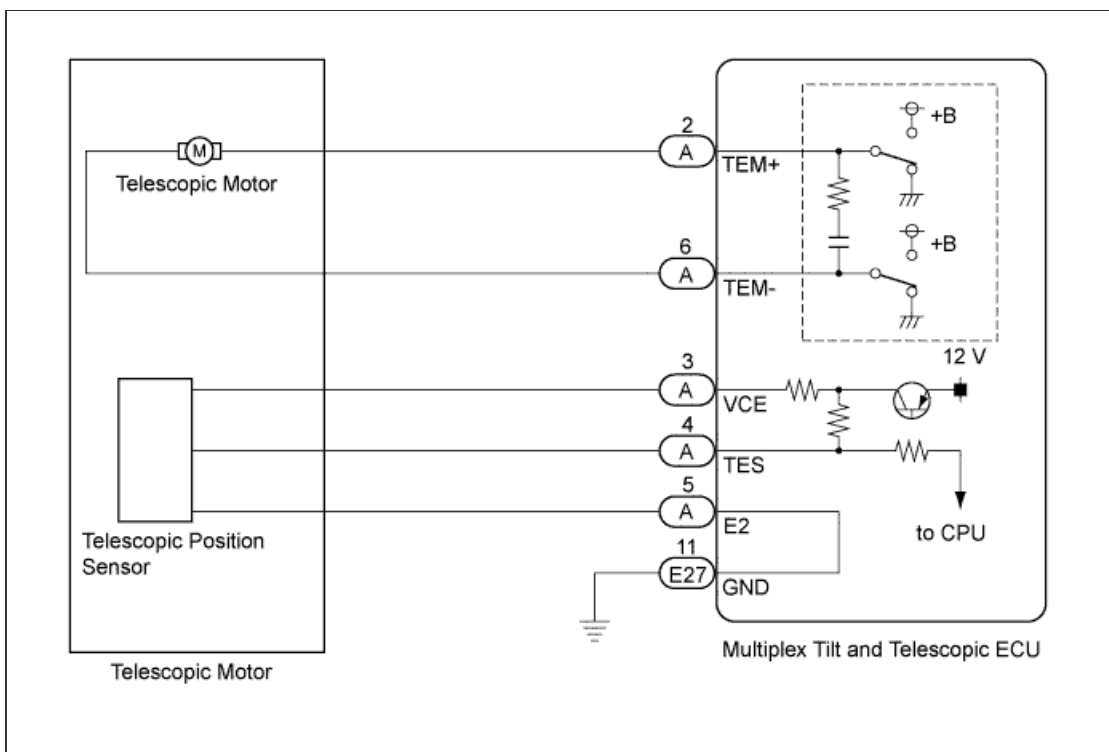 M
Telescopic Motor
2
A
TEM+
+B
6
A
TEM-
+B
12 V
3
A
VCE
4
A
TES
5
A
E2
to CPU
11
E27
GND
Telescopic Position
Sensor
Telescopic Motor
Multiplex Tilt and Telescopic ECU